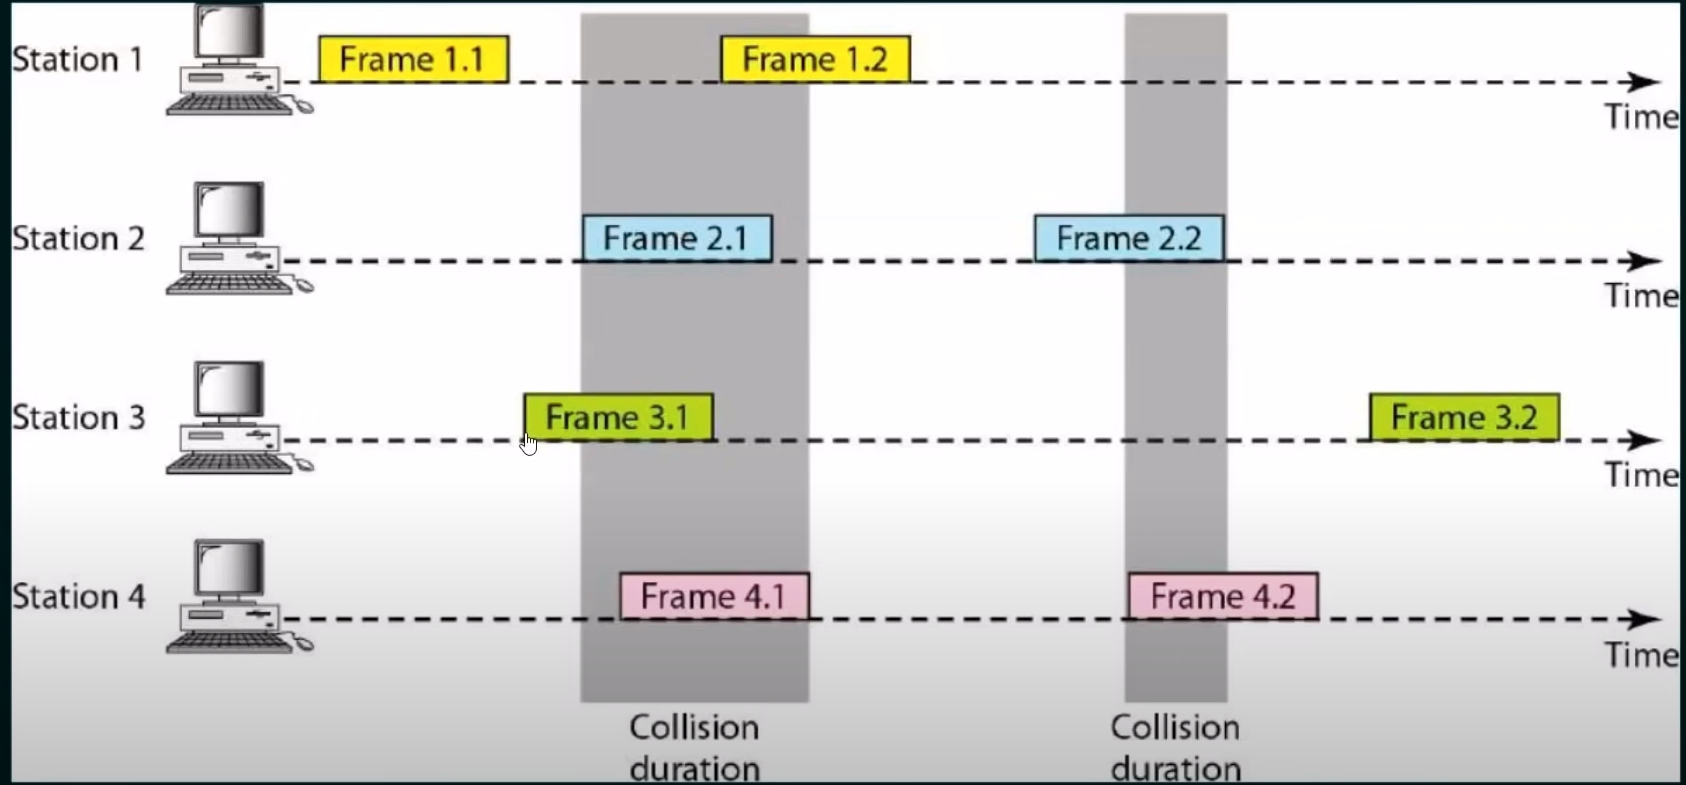 Station 1
Frame 1.1
Frame 1.2
Time
Station 2
Frame 2.1
Frame 2.2
Time
Station 3
Frame 3.1
Frame 3.2
Time
Station 4
Frame 4.1
Frame 4.2
Time
Collision
duration
Collision
duration